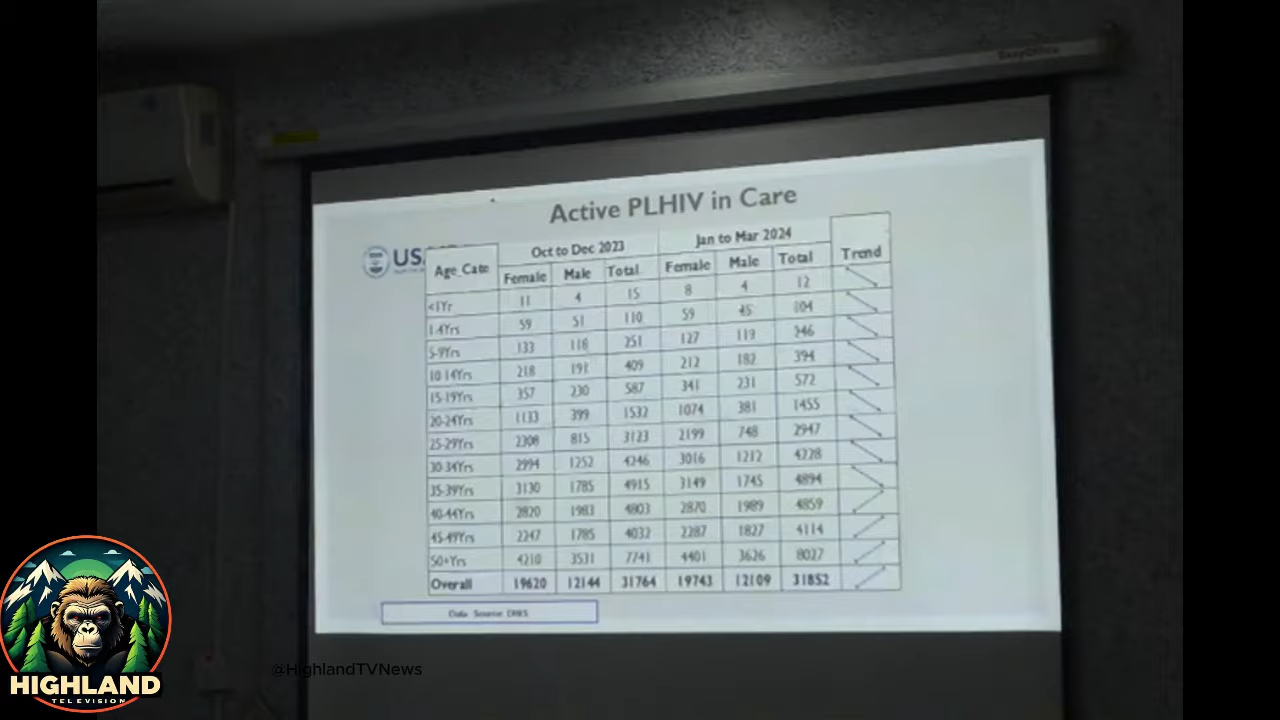 Active PLHIV in Care
Age Cate Oct to Dec 2023 Jan to Mar 2024 Trend
Female Male Total Female Male Total
<1Yr 11 4 15 8 4 12
1-4Yrs 59 51 110 59 45 104
5-9Yrs 133 118 251 127 119 246
10-14Yrs 218 191 409 212 182 394
15-19Yrs 357 230 587 341 231 572
20-24Yrs 1133 399 1532 1074 381 1455
25-29Yrs 2308 815 3123 2199 748 2947
30-34Yrs 2994 1252 4246 3016 1212 4228
35-39Yrs 3130 1785 4915 3149 1745 4894
40-44Yrs 2820 1983 4803 2870 1989 4859
45-49Yrs 2247 1785 4032 2287 1827 4114
50+Yrs 4210 3531 7741 4401 3626 8027
Overall 19620 12144 31764 19743 12109 31852
Data Source
@HighlandTVNews
HIGHLAND
TELEVISION